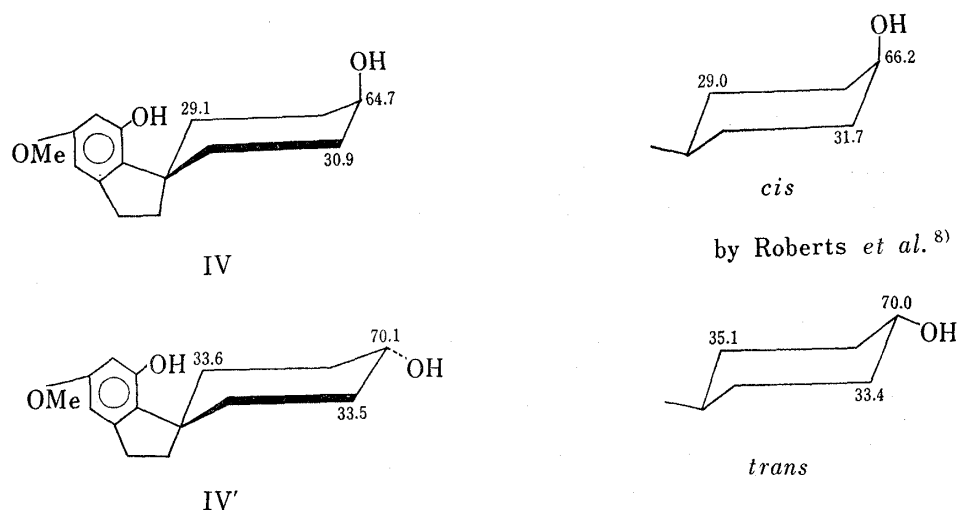 OH
64.7
29.1
OH
OMe
30.9
IV
OH
66.2
29.0
31.7
cis
by Roberts et al. 8)
70.1
33.6
OH
OH
OMe
33.5
IV'
70.0
35.1
OH
33.4
trans